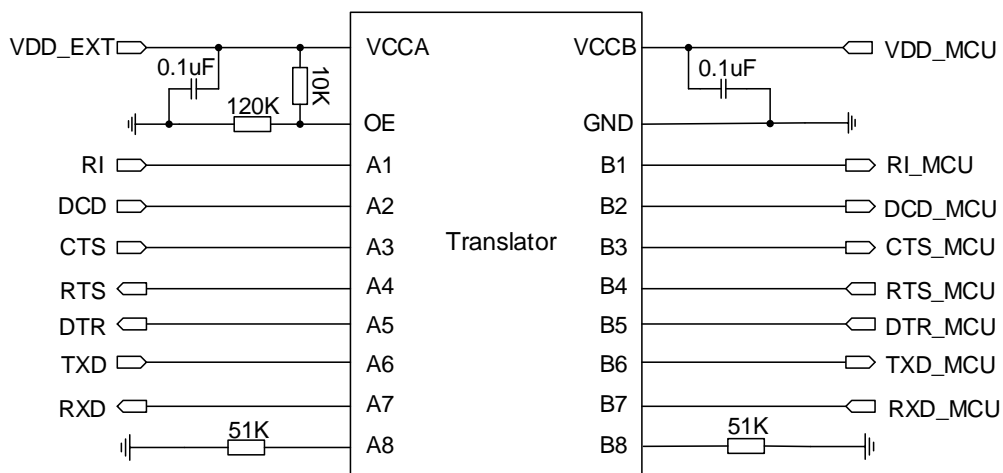 VDD_EXT VCCA VCCB VDD_MCU
0.1uF 10K 0.1uF
120K
OE GND
RI A1 B1 RI_MCU
DCD A2 B2 DCD_MCU
CTS A3 Translator B3 CTS_MCU
RTS A4 B4 RTS_MCU
DTR A5 B5 DTR_MCU
TXD A6 B6 TXD_MCU
RXD A7 B7 RXD_MCU
51K A8 B8 51K